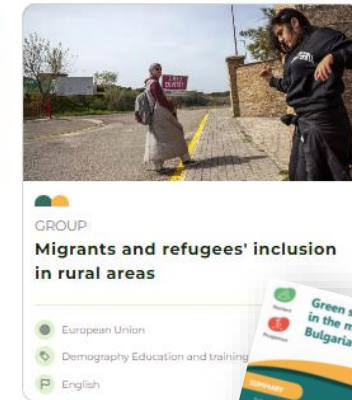 GROUP
Migrants and refugees' inclusion
in rural areas
European Union
Demography Education and training
English
Green s
in the m
Bulgaria
SUMMARY